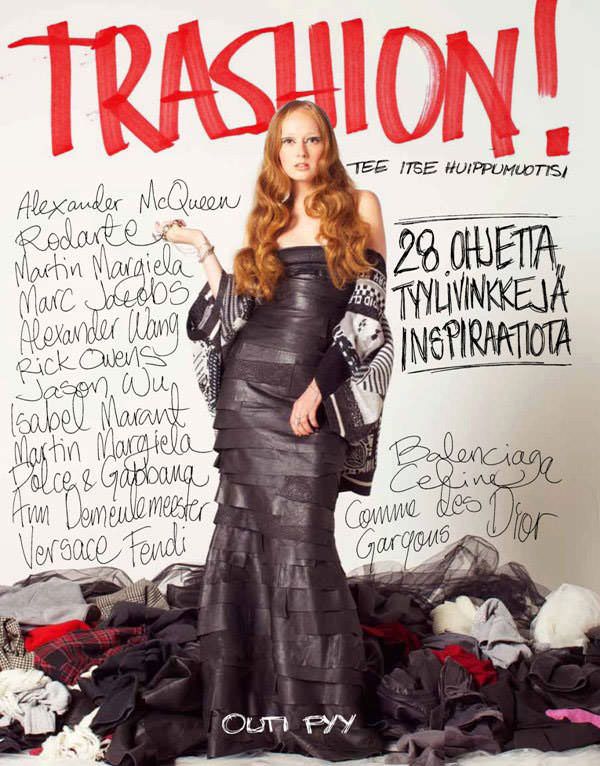 TRASHION!
TEE ITSE HUIPPUMUOTISI
Alexander McQueen
Rodarte
Martin Margiela
Marc Jacobs
Alexander Wang
Rick Owens
Jason Wu
Isabel Marant
Martin Margiela
Dolce & Gabbana
Ann Demeulemeester
Versace Fendi
28 OHJETTA,
TYYLIVINKKEJÄ
INSPIRAATIOTA
Balenciaga
Celine
Comme des
Garçons Dior
OUTI PYY